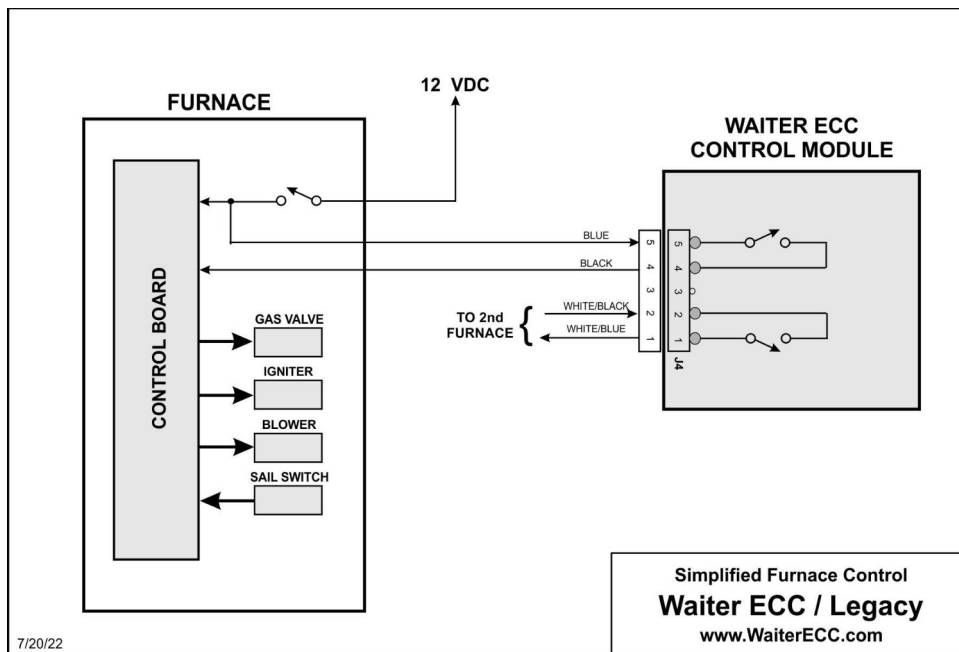 12 VDC
FURNACE
WAITER ECC
CONTROL MODULE
CONTROL BOARD
BLUE
BLACK
WHITE/BLACK
WHITE/BLUE
TO 2nd
FURNACE
{
5
4
3
2
1
5
4
3
2
1
J4
GAS VALVE
IGNITER
BLOWER
SAIL SWITCH
Simplified Furnace Control
Waiter ECC / Legacy
www.WaiterECC.com
7/20/22